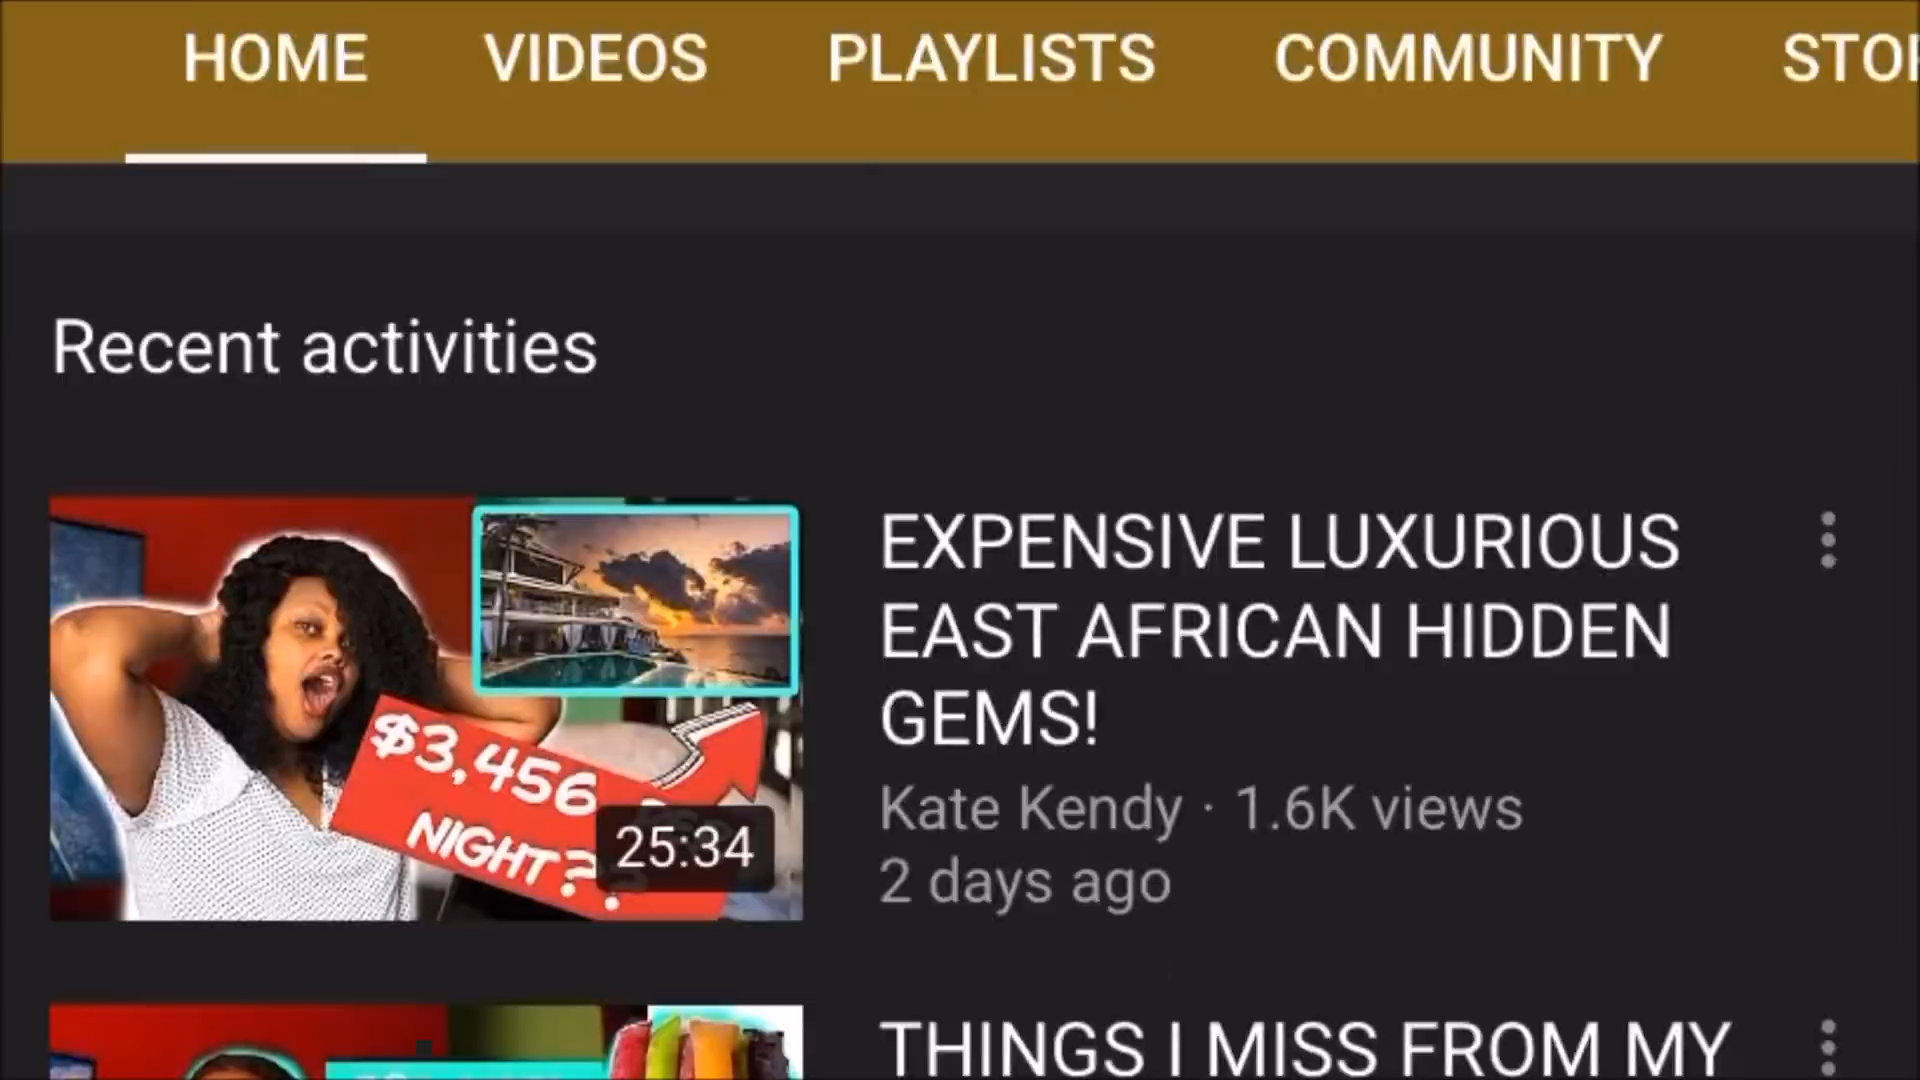 HOME VIDEOS PLAYLISTS COMMUNITY
Recent activities
EXPENSIVE LUXURIOUS
EAST AFRICAN HIDDEN
GEMS!
Kate Kendy · 1.6K views
2 days ago
$3,456
NIGHT??
25:34
THINGS I MISS FROM MY